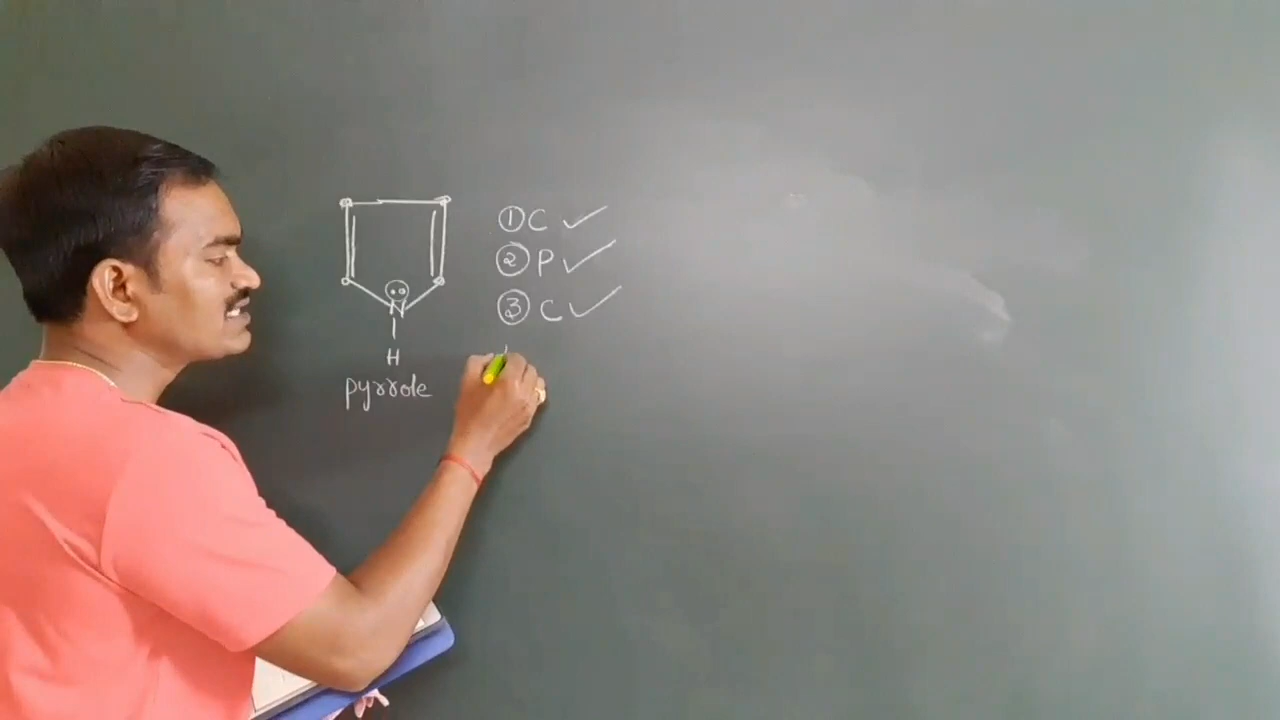 ① C ✓
② P ✓
③ C ✓
N
H
pyrrole